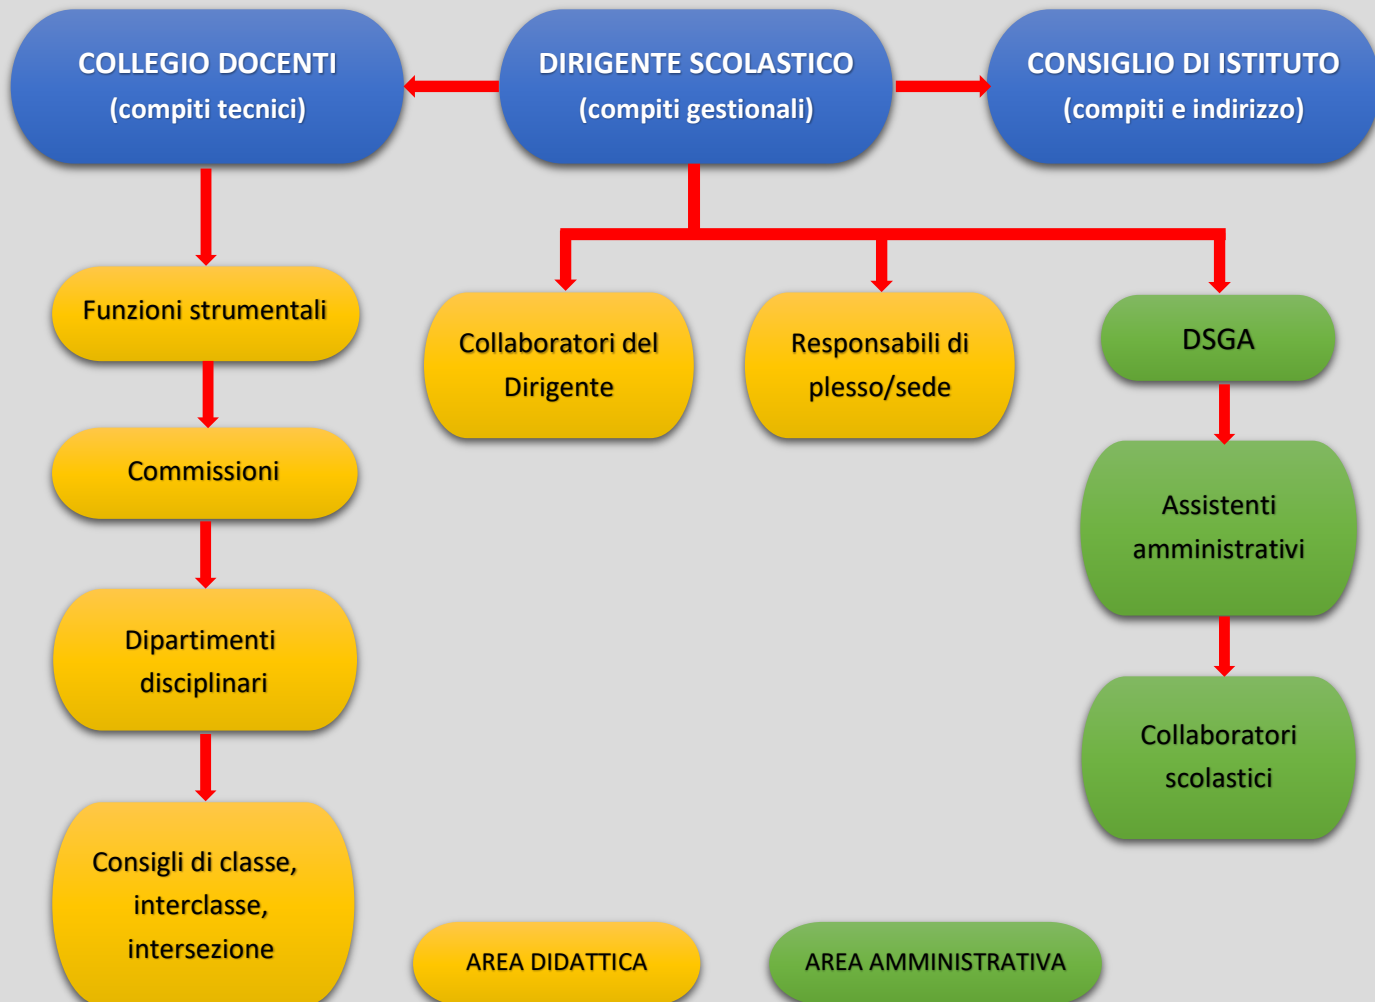 COLLEGIO DOCENTI
(compiti tecnici)
DIRIGENTE SCOLASTICO
(compiti gestionali)
CONSIGLIO DI ISTITUTO
(compiti e indirizzo)
Funzioni strumentali
Collaboratori del
Dirigente
Responsabili di
plesso/sede
DSGA
Commissioni
Assistenti
amministrativi
Dipartimenti
disciplinari
Collaboratori
scolastici
Consigli di classe,
interclasse,
intersezione
AREA DIDATTICA
AREA AMMINISTRATIVA